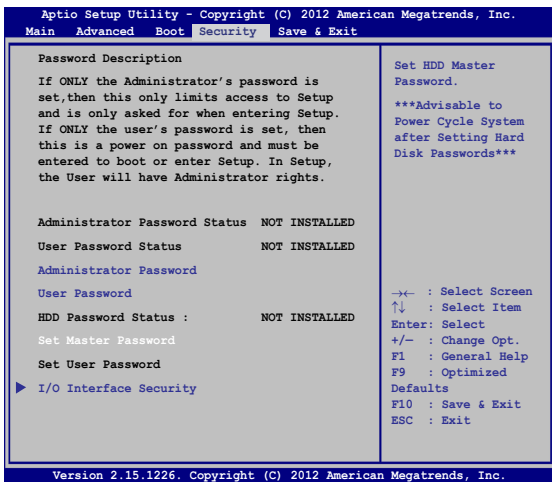 Aptio Setup Utility - Copyright (C) 2012 American Megatrends, Inc.
Main Advanced Boot Security Save & Exit
Password Description
If ONLY the Administrator's password is
set,then this only limits access to Setup
and is only asked for when entering Setup.
If ONLY the user's password is set, then
this is a power on password and must be
entered to boot or enter Setup. In Setup,
the User will have Administrator rights.
Administrator Password Status NOT INSTALLED
User Password Status NOT INSTALLED
Administrator Password
User Password
HDD Password Status : NOT INSTALLED
Set Master Password
Set User Password
I/O Interface Security
Set HDD Master
Password.
***Advisable to
Power Cycle System
after Setting Hard
Disk Passwords***
→← : Select Screen
↑↓ : Select Item
Enter: Select
+/— : Change Opt.
F1 : General Help
F9 : Optimized
Defaults
F10 : Save & Exit
ESC : Exit
Version 2.15.1226. Copyright (C) 2012 American Megatrends, Inc.